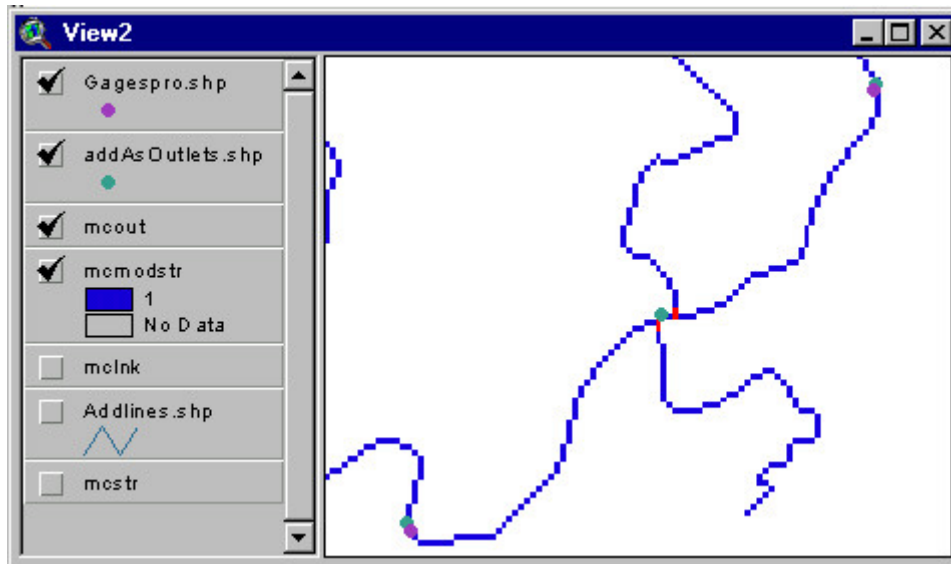 View2
Gagespro.shp
addAsOutlets.shp
mcout
mcmodstr
1
No Data
mclnk
Addlines.shp
mcstr